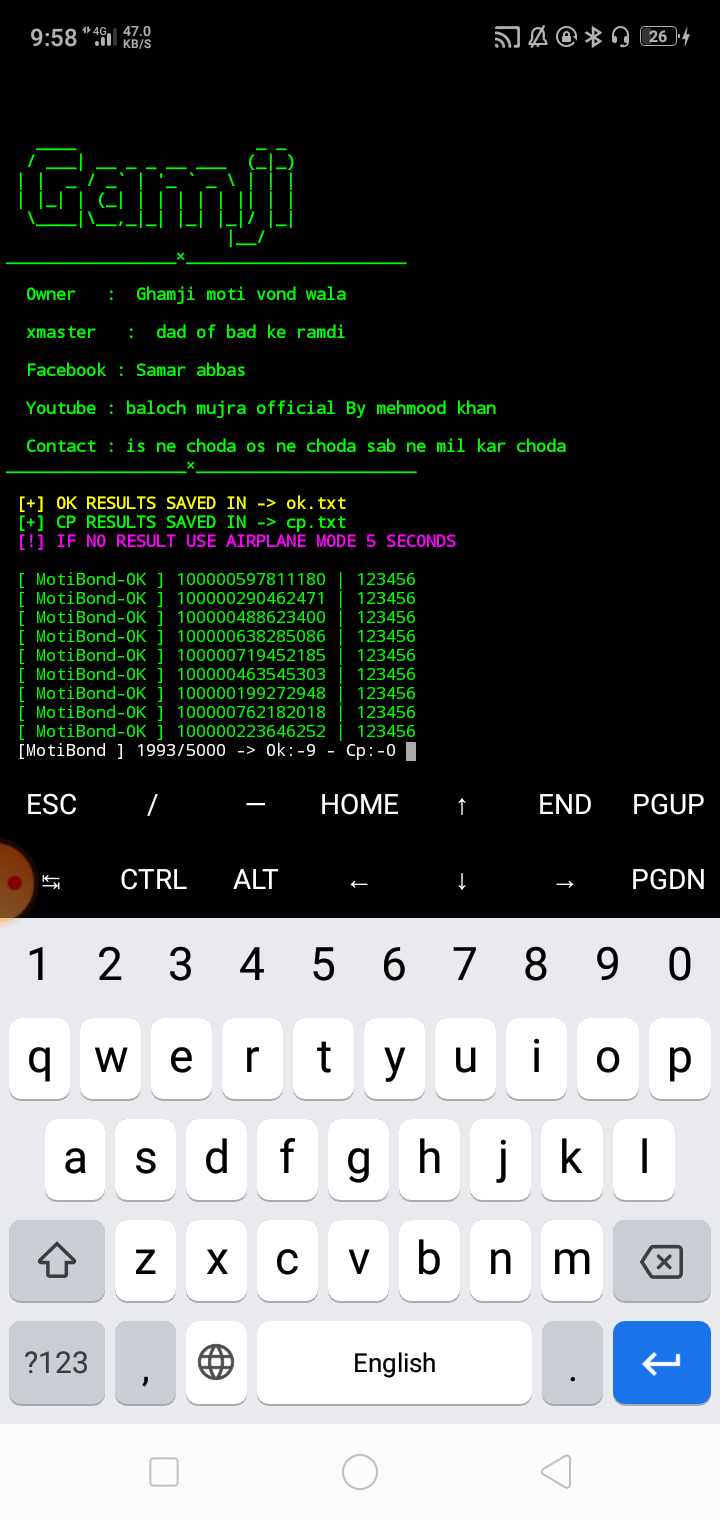 9:58 4G 47.0 KB/S 26
Gamji
Owner : Ghamji moti vond wala
xmaster : dad of bad ke ramdi
Facebook : Samar abbas
Youtube : baloch mujra official By mehmood khan
Contact : is ne choda os ne choda sab ne mil kar choda
[+] OK RESULTS SAVED IN -> ok.txt
[+] CP RESULTS SAVED IN -> cp.txt
[!] IF NO RESULT USE AIRPLANE MODE 5 SECONDS
[ MotiBond-OK ] 100000597811180 | 123456
[ MotiBond-OK ] 100000290462471 | 123456
[ MotiBond-OK ] 100000488623400 | 123456
[ MotiBond-OK ] 100000638285086 | 123456
[ MotiBond-OK ] 100000719452185 | 123456
[ MotiBond-OK ] 100000463545303 | 123456
[ MotiBond-OK ] 100000199272948 | 123456
[ MotiBond-OK ] 100000762182018 | 123456
[ MotiBond-OK ] 100000223646252 | 123456
[MotiBond ] 1993/5000 -> Ok:-9 - Cp:-0
ESC / — HOME ↑ END PGUP
↹ CTRL ALT ← ↓ → PGDN
1 2 3 4 5 6 7 8 9 0
q w e r t y u i o p
a s d f g h j k l
z x c v b n m
?123 , English .